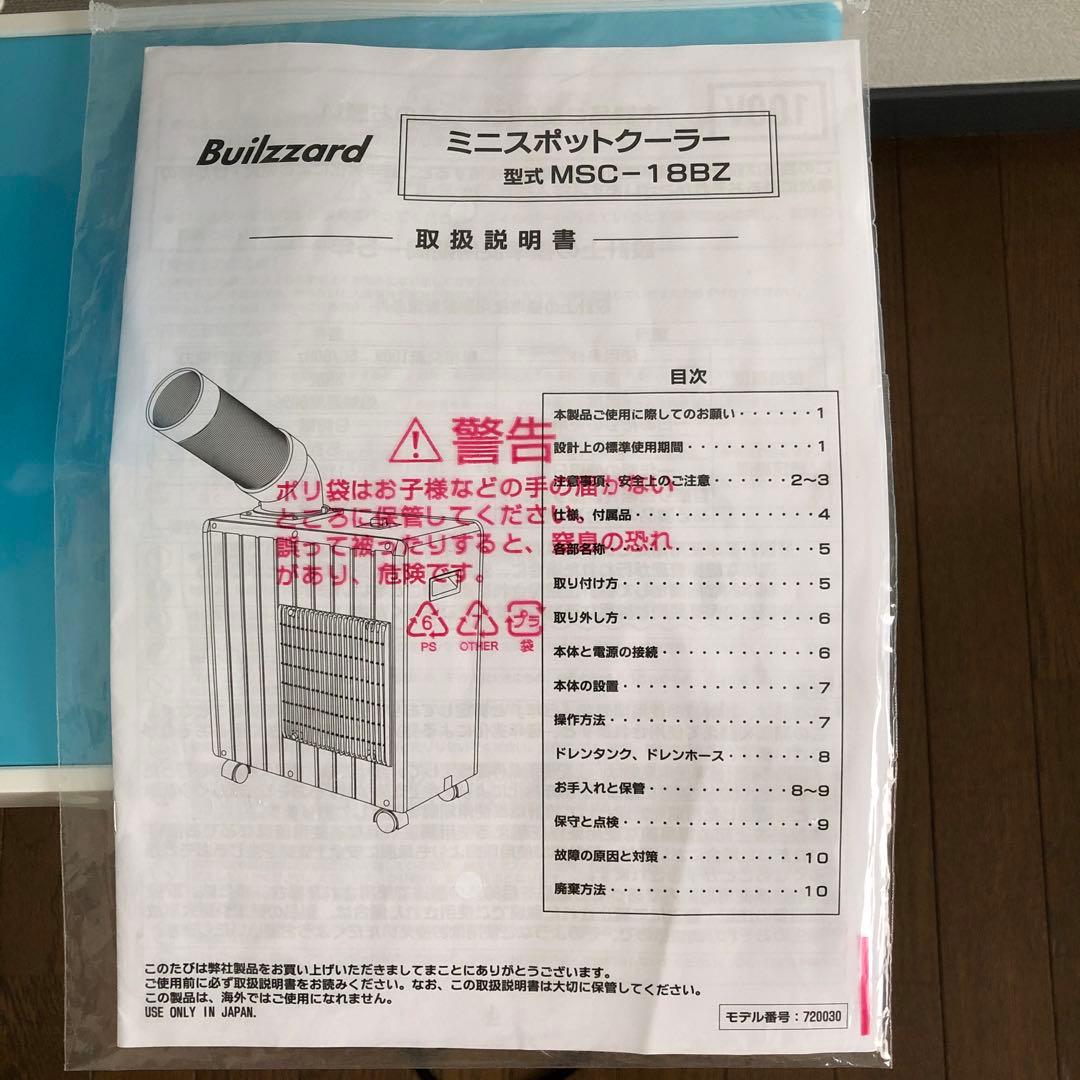 Builzzard
ミニスポットクーラー
型式 MSC-18BZ
取扱説明書
目次
本製品ご使用に際してのお願い・・・・・・1
設計上の標準使用期間・・・・・・・・・・1
注意事項、安全上のご注意・・・・・・・2~3
仕様、付属品・・・・・・・・・・・・・・4
各部名称・・・・・・・・・・・・・・・・5
取り付け方・・・・・・・・・・・・・・・5
取り外し方・・・・・・・・・・・・・・・6
本体と電源の接続・・・・・・・・・・・・6
本体の設置・・・・・・・・・・・・・・・7
操作方法・・・・・・・・・・・・・・・・7
ドレンタンク、ドレンホース・・・・・・・8
お手入れと保管・・・・・・・・・・・・8~9
保守と点検・・・・・・・・・・・・・・・9
故障の原因と対策・・・・・・・・・・・10
廃棄方法・・・・・・・・・・・・・・・10
警告
ポリ袋はお子様などの手の届かない
ところに保管してください。
誤って被ったりすると、窒息の恐れ
があり、危険です。
6 7 プラ
PS OTHER 袋
このたびは弊社製品をお買い上げいただきましてまことにありがとうございます。
ご使用前に必ず取扱説明書をお読みください。なお、この取扱説明書は大切に保管してください。
この製品は、海外ではご使用になれません。
USE ONLY IN JAPAN.
モデル番号：720030